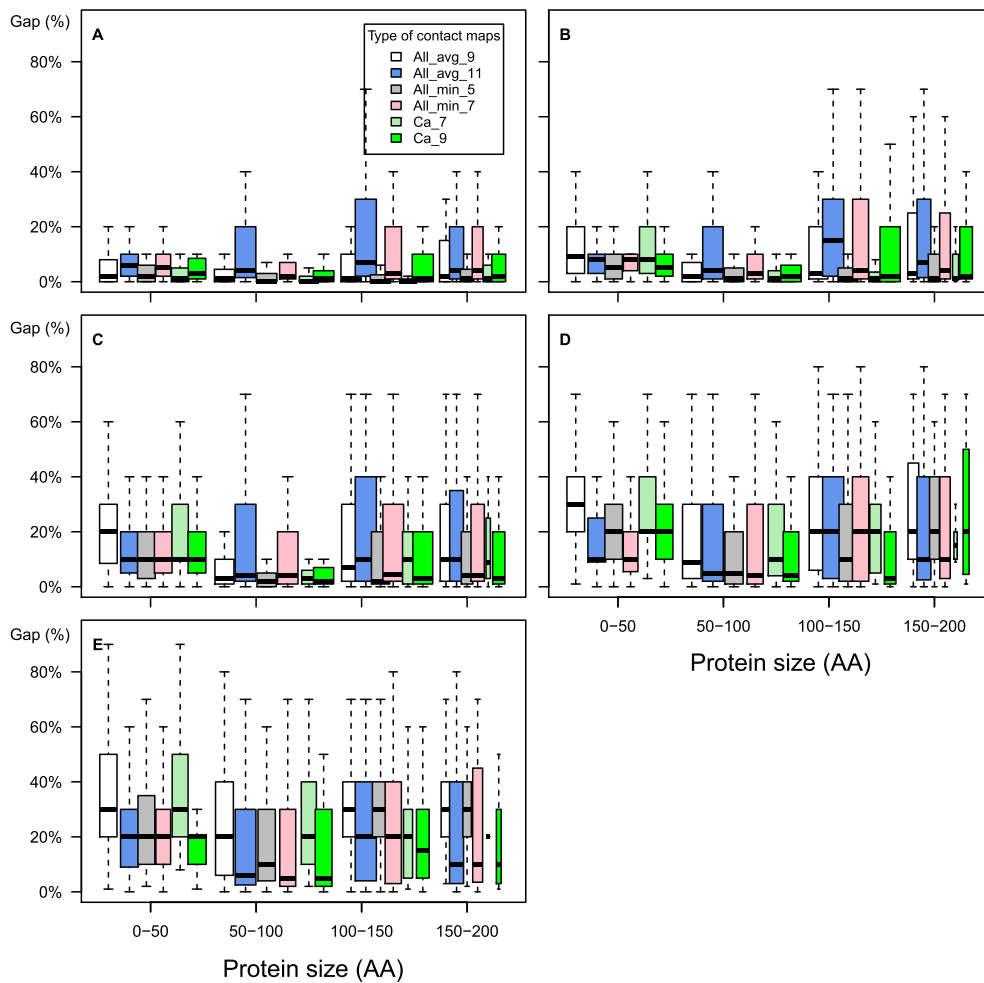 Gap (%)
A
B
Type of contact maps
All_avg_9
All_avg_11
All_min_5
All_min_7
Ca_7
Ca_9
80%
60%
40%
20%
0%
Gap (%)
C
D
80%
60%
40%
20%
0%
0−50
50−100
100−150
150−200
Protein size (AA)
Gap (%)
E
80%
60%
40%
20%
0%
0−50
50−100
100−150
150−200
Protein size (AA)